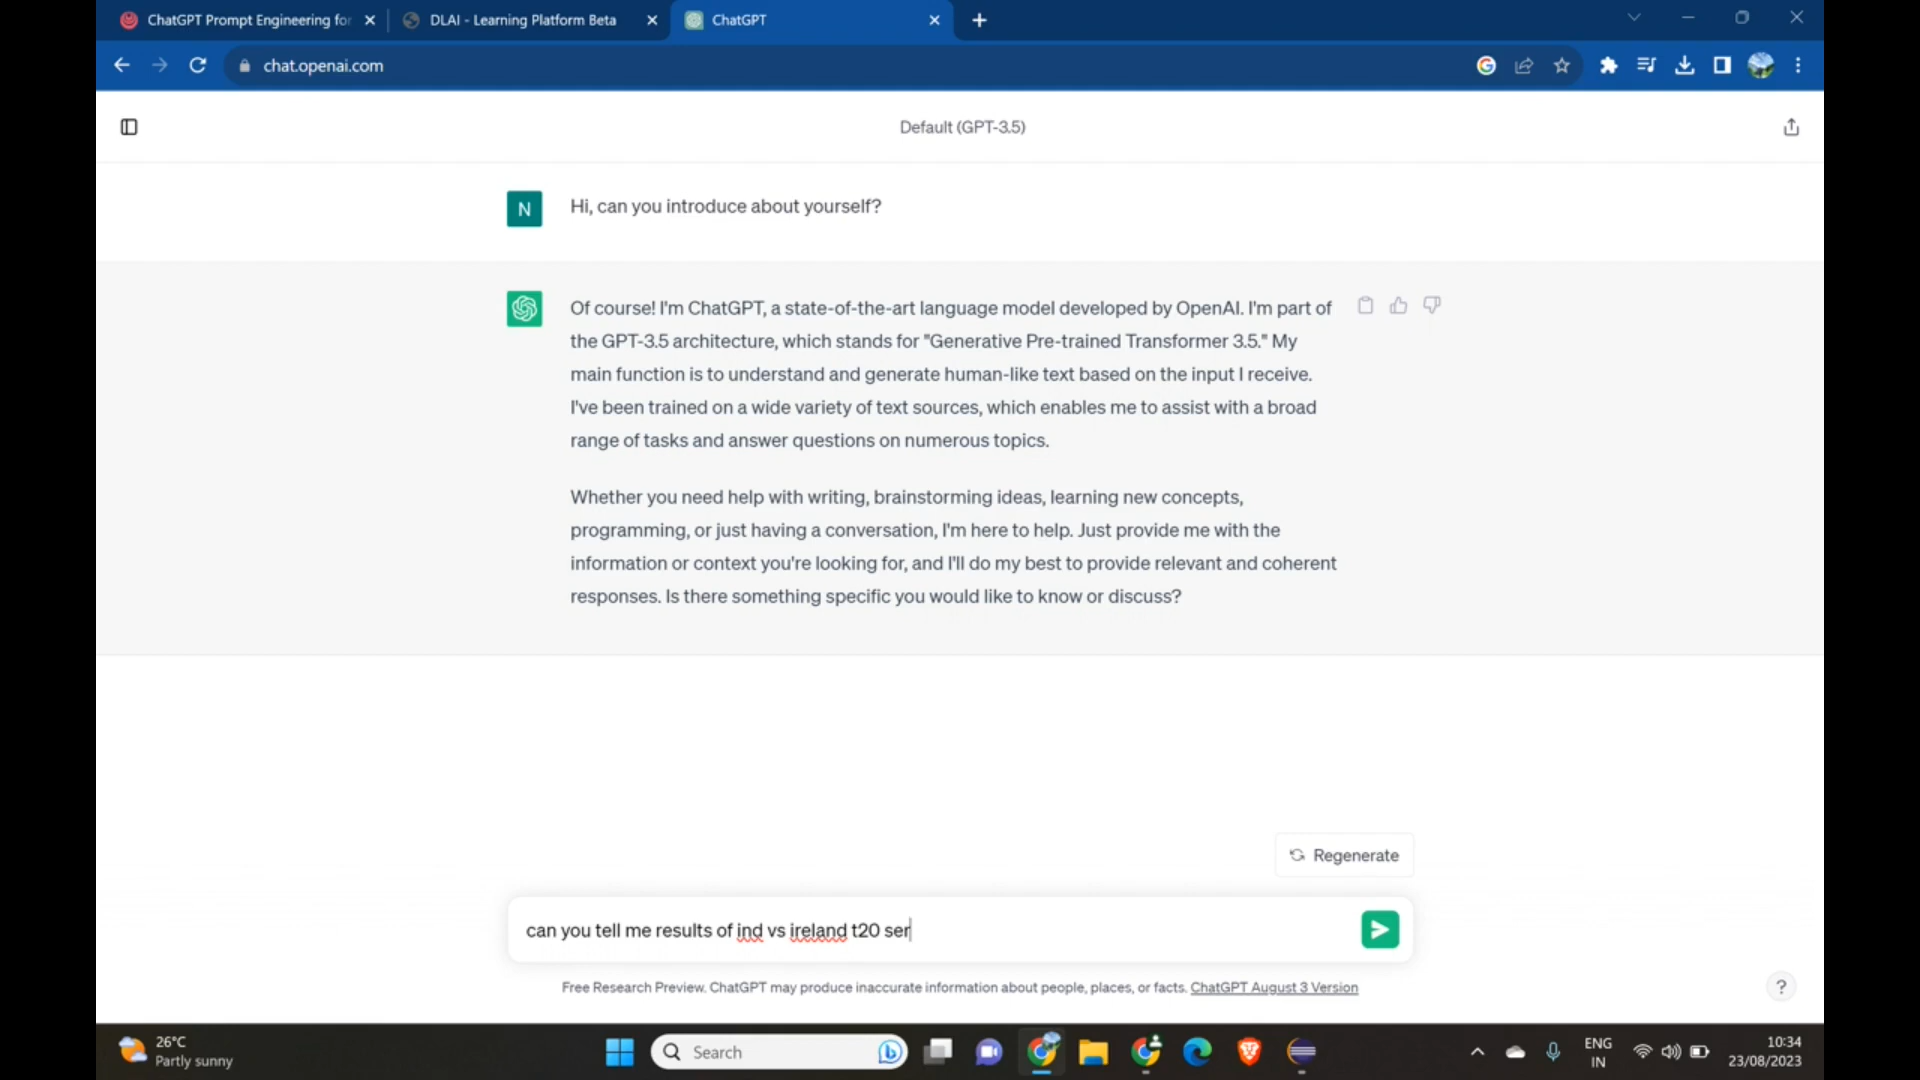 ChatGPT Prompt Engineering for
DLAI - Learning Platform Beta
ChatGPT
chat.openai.com
Default (GPT-3.5)
N
Hi, can you introduce about yourself?
Of course! I'm ChatGPT, a state-of-the-art language model developed by OpenAI. I'm part of
the GPT-3.5 architecture, which stands for "Generative Pre-trained Transformer 3.5." My
main function is to understand and generate human-like text based on the input I receive.
I've been trained on a wide variety of text sources, which enables me to assist with a broad
range of tasks and answer questions on numerous topics.
Whether you need help with writing, brainstorming ideas, learning new concepts,
programming, or just having a conversation, I'm here to help. Just provide me with the
information or context you're looking for, and I'll do my best to provide relevant and coherent
responses. Is there something specific you would like to know or discuss?
Regenerate
can you tell me results of ind vs ireland t20 ser
Free Research Preview. ChatGPT may produce inaccurate information about people, places, or facts. ChatGPT August 3 Version
?
26°C
Partly sunny
Search
ENG
IN
10:34
23/08/2023